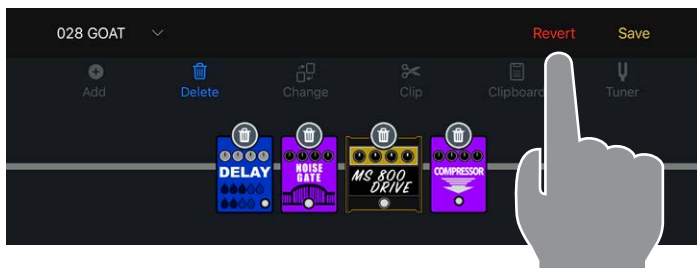 028 GOAT
Revert Save
Add Delete Change Clip Clipboard Tuner
DELAY
NOISE
GATE
MS 800
DRIVE
COMPRESSOR